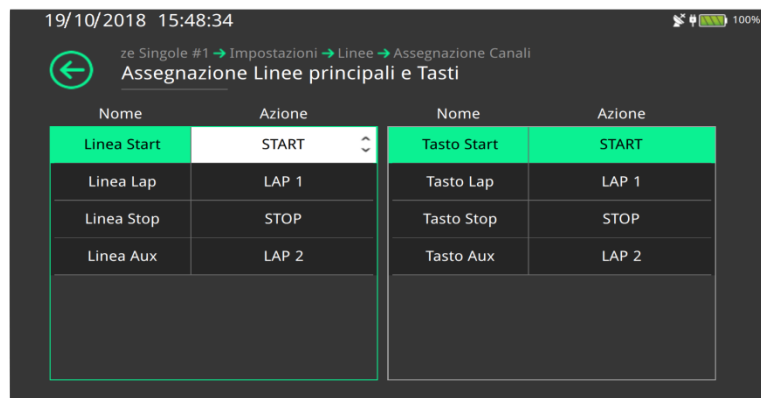 19/10/2018 15:48:34 100%
ze Singole #1 → Impostazioni → Linee → Assegnazione Canali
Assegnazione Linee principali e Tasti
Nome Azione Nome Azione
Linea Start START Tasto Start START
Linea Lap LAP 1 Tasto Lap LAP 1
Linea Stop STOP Tasto Stop STOP
Linea Aux LAP 2 Tasto Aux LAP 2